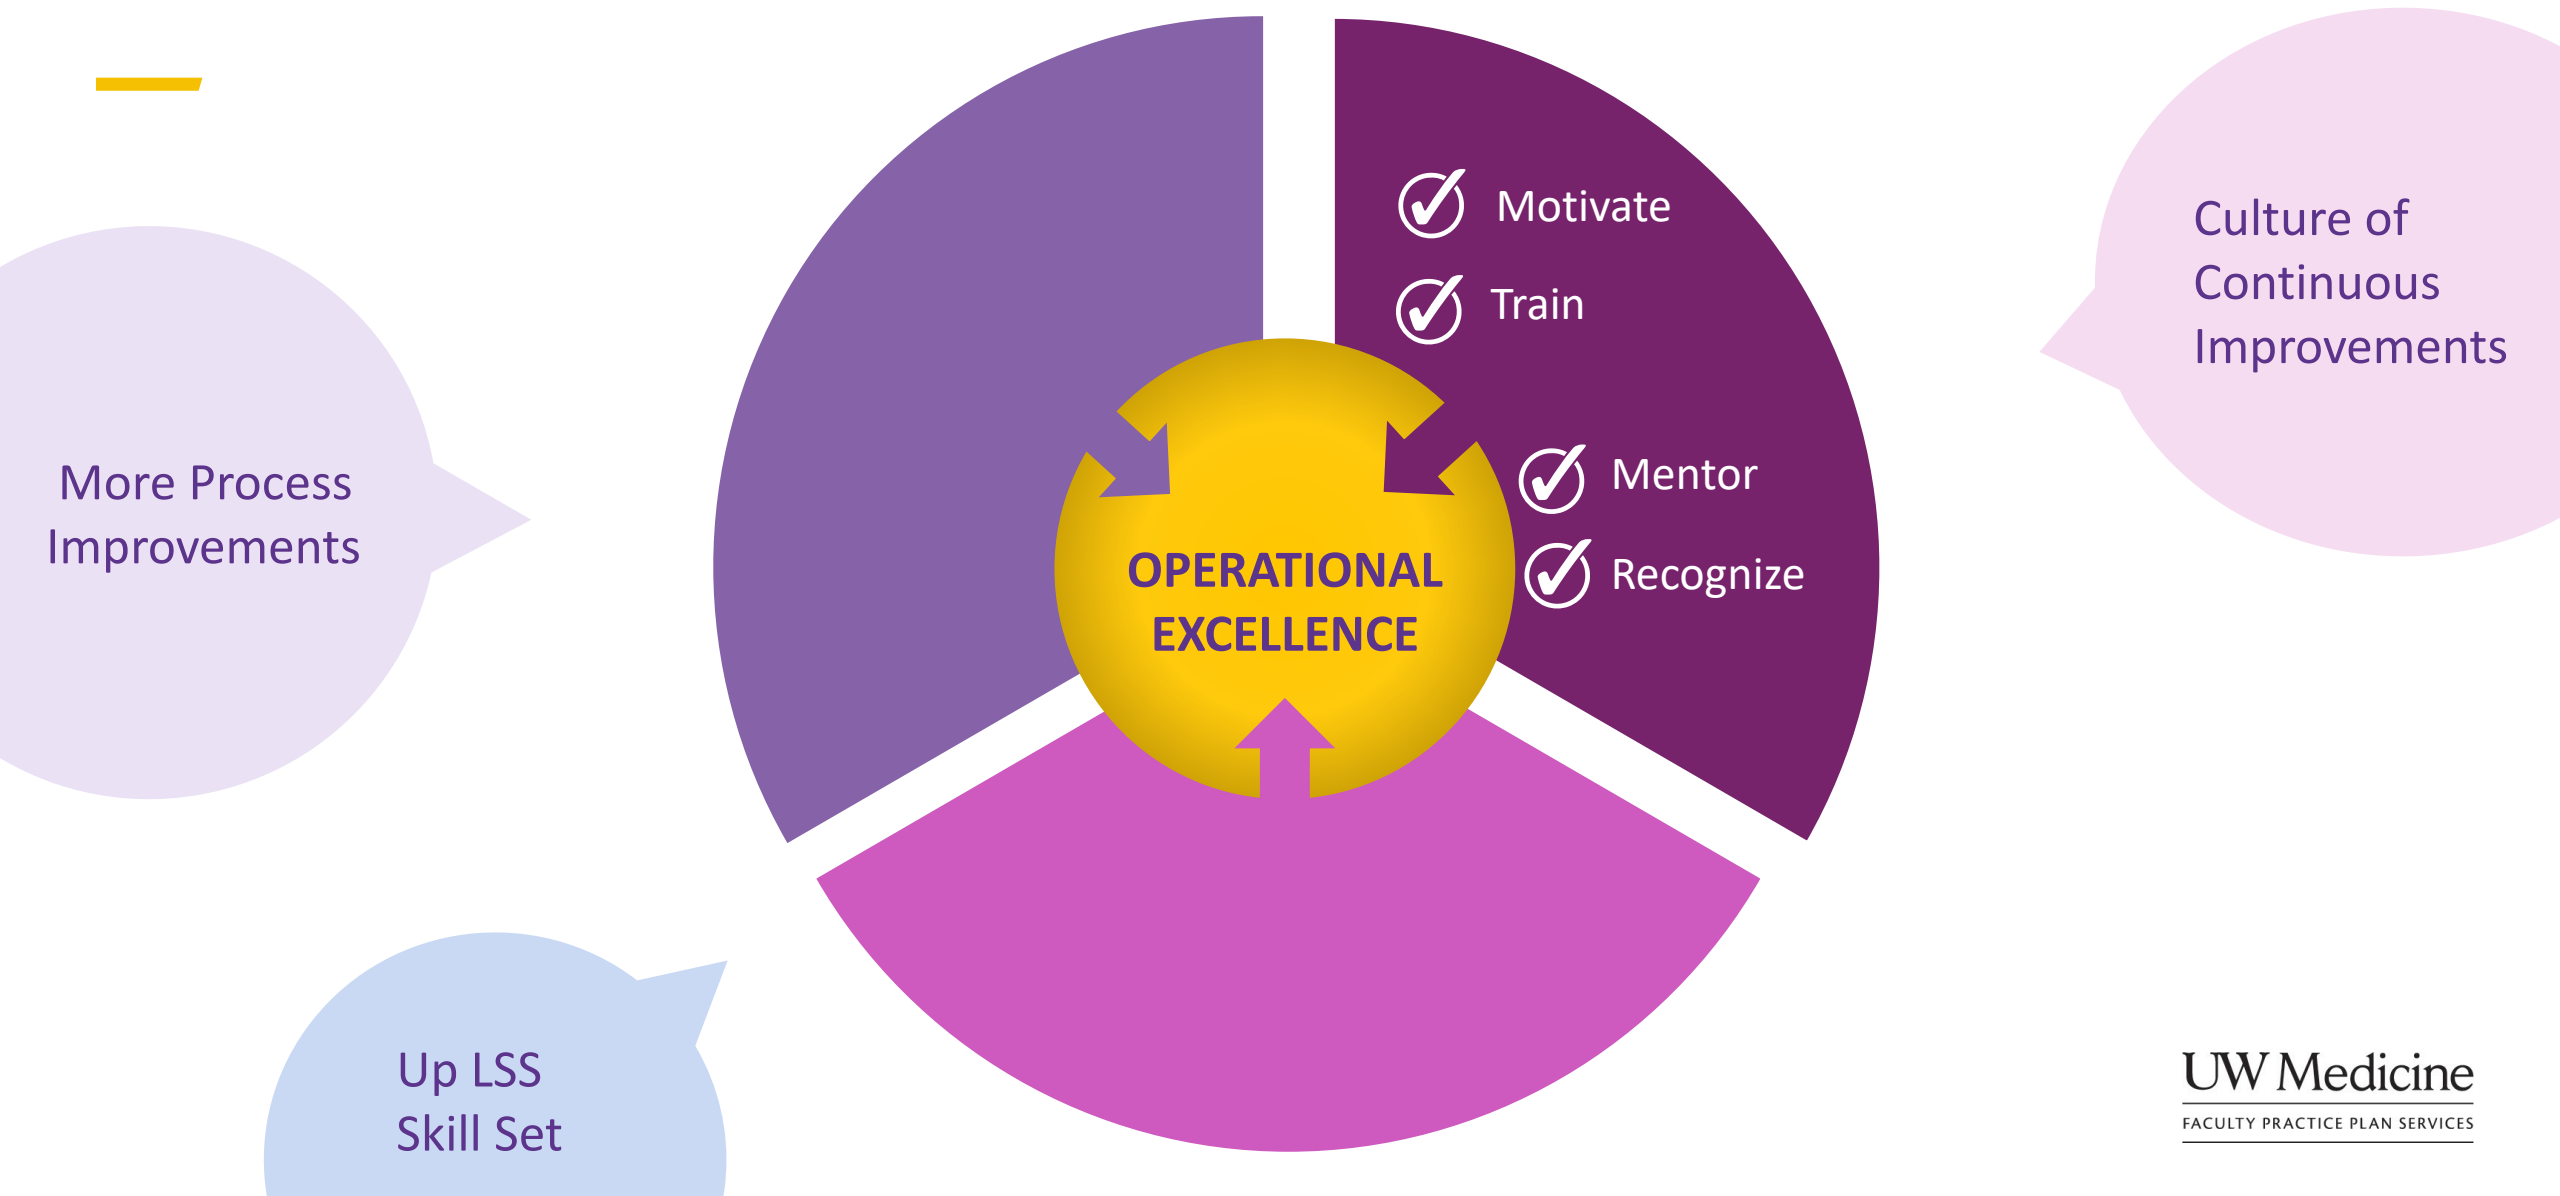 Motivate
Train
Mentor
Recognize
OPERATIONAL
EXCELLENCE
More Process
Improvements
Culture of
Continuous
Improvements
Up LSS
Skill Set
UW Medicine
FACULTY PRACTICE PLAN SERVICES